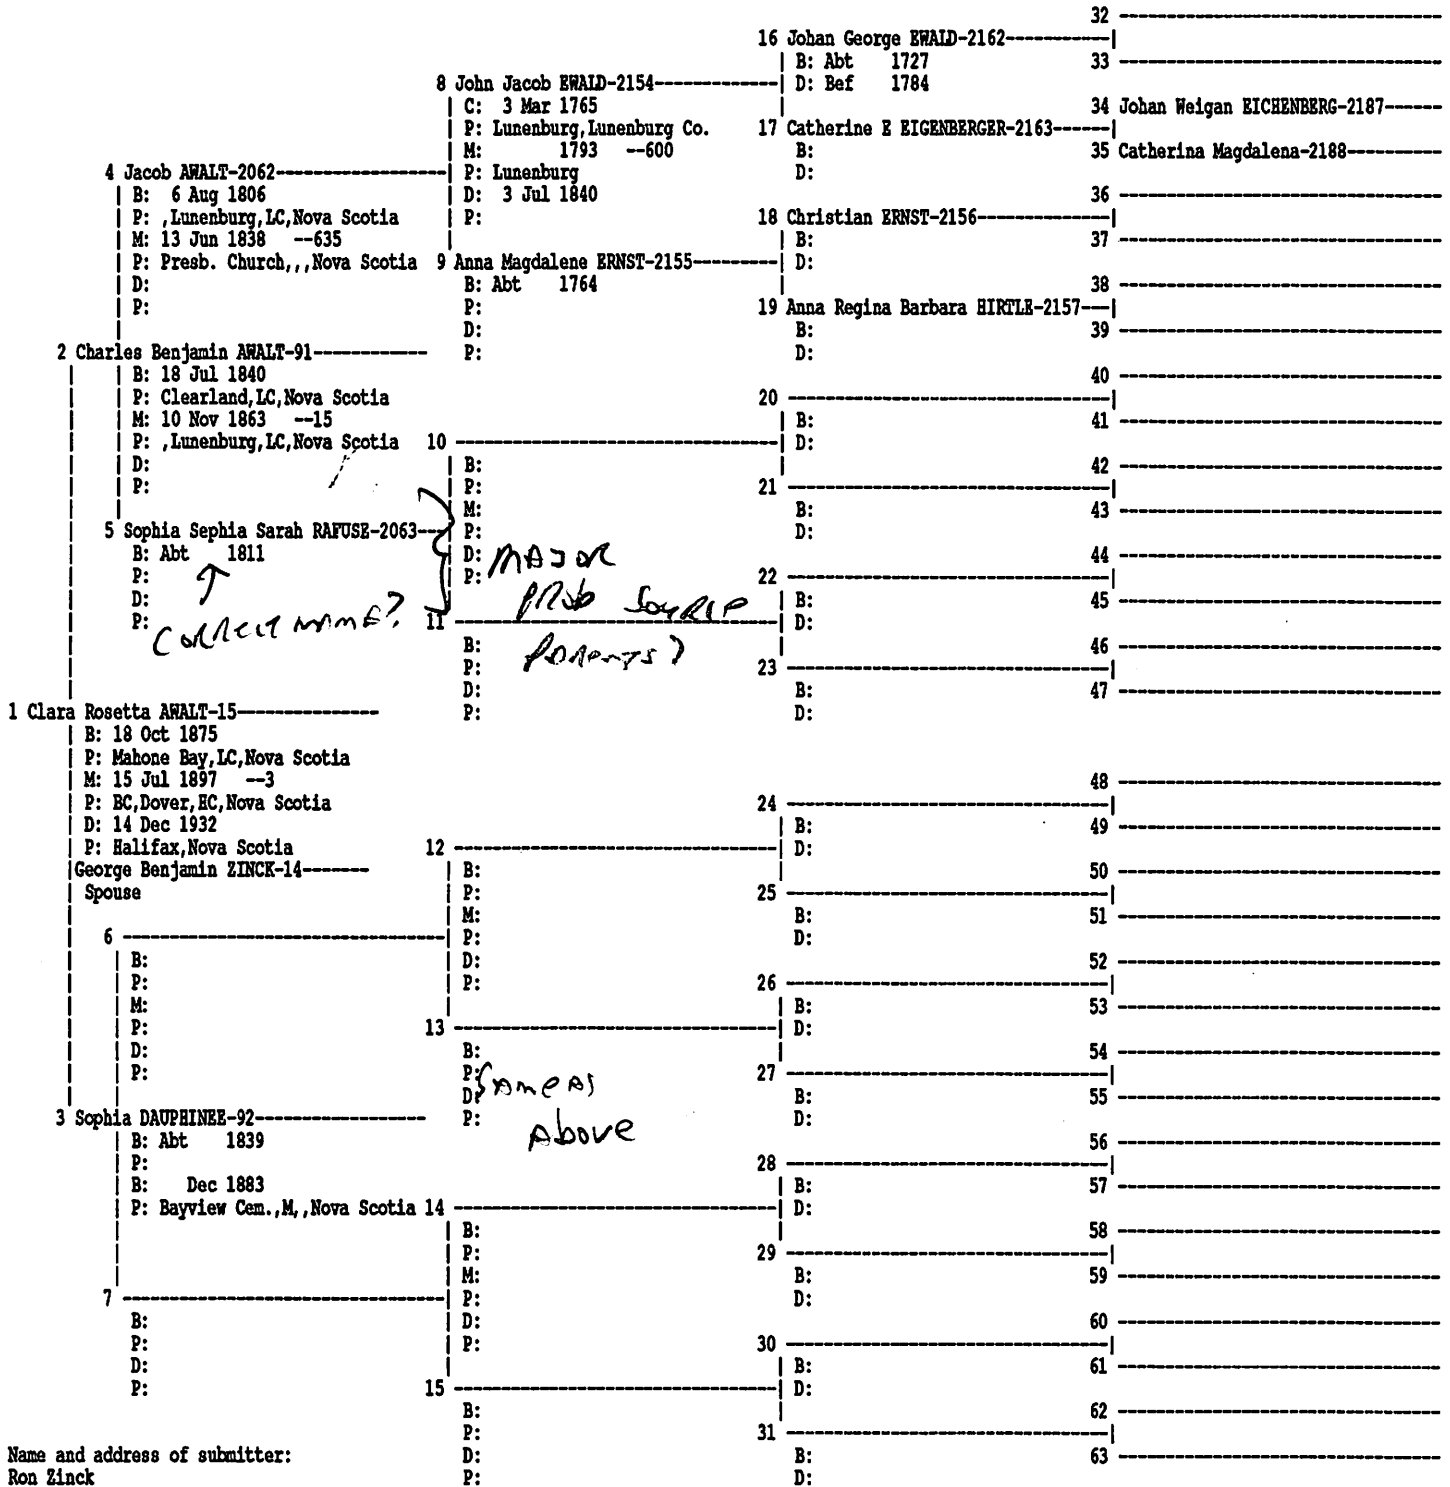 32
16 Johan George EWALD-2162
B: Abt 1727
33
8 John Jacob EWALD-2154
D: Bef 1784
C: 3 Mar 1765
34 Johan Weigan EICHENBERG-2187
P: Lunenburg,Lunenburg Co.
17 Catherine E EIGENBERGER-2163
M: 1793 --600
B:
35 Catherina Magdalena-2188
4 Jacob AWALT-2062
P: Lunenburg
D:
B: 6 Aug 1806
D: 3 Jul 1840
36
P: ,Lunenburg,LC,Nova Scotia
P:
18 Christian ERNST-2156
M: 13 Jun 1838 --635
B:
37
P: Presb. Church,,,Nova Scotia
9 Anna Magdalene ERNST-2155
D:
D:
B: Abt 1764
38
P:
P:
19 Anna Regina Barbara HIRTLE-2157
D:
B:
39
2 Charles Benjamin AWALT-91
P:
D:
B: 18 Jul 1840
40
P: Clearland,LC,Nova Scotia
20
M: 10 Nov 1863 --15
B:
41
P: ,Lunenburg,LC,Nova Scotia
10
D:
D:
B:
42
P:
P:
21
M:
B:
43
5 Sophia Sephia Sarah RAFUSE-2063
P:
D:
B: Abt 1811
D:
44
P:
P:
22
MAJOR
D:
PROB SOURCE
B:
45
P:
CORRECT NAME?
11
D:
B:
PARENTS?
46
P:
23
D:
B:
47
1 Clara Rosetta AWALT-15
P:
D:
B: 18 Oct 1875
P: Mahone Bay,LC,Nova Scotia
M: 15 Jul 1897 --3
48
P: BC,Dover,HC,Nova Scotia
24
D: 14 Dec 1932
B:
49
P: Halifax,Nova Scotia
12
D:
George Benjamin ZINCK-14
B:
50
Spouse
P:
25
M:
B:
51
6
P:
D:
B:
D:
52
P:
P:
26
M:
B:
53
P:
13
D:
D:
B:
54
P:
P:
27
SAME AS
D:
B:
55
3 Sophia DAUPHINEE-92
P:
ABOVE
D:
B: Abt 1839
56
P:
28
B: Dec 1883
B:
57
P: Bayview Cem.,M,,Nova Scotia
14
D:
B:
58
P:
29
M:
B:
59
7
P:
D:
B:
D:
60
P:
P:
30
D:
B:
61
P:
15
D:
B:
62
P:
31
Name and address of submitter:
D:
B:
63
Ron Zinck
P:
D: